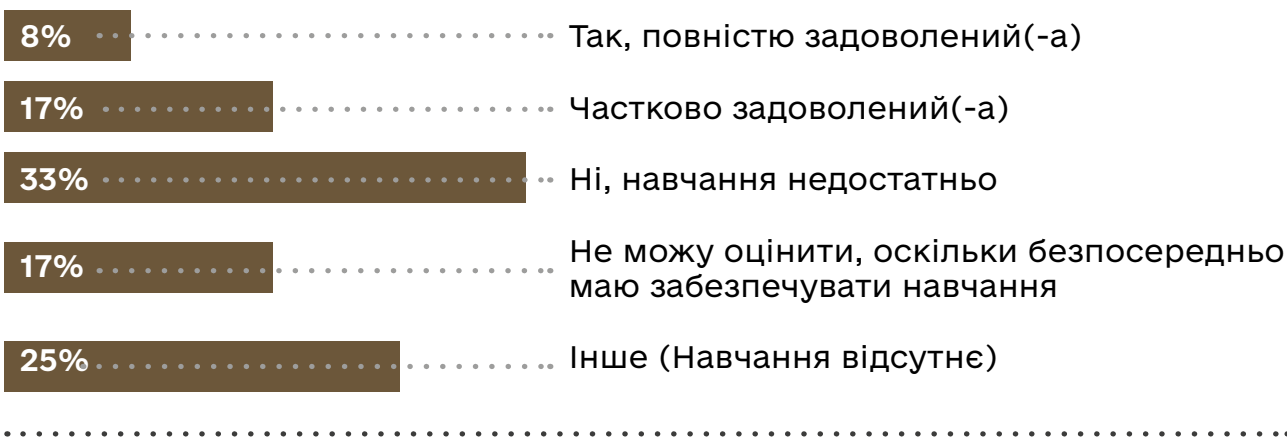 8% Так, повністю задоволений(-а)
17% Частково задоволений(-а)
33% Ні, навчання недостатньо
17% Не можу оцінити, оскільки безпосередньо
маю забезпечувати навчання
25% Інше (Навчання відсутнє)